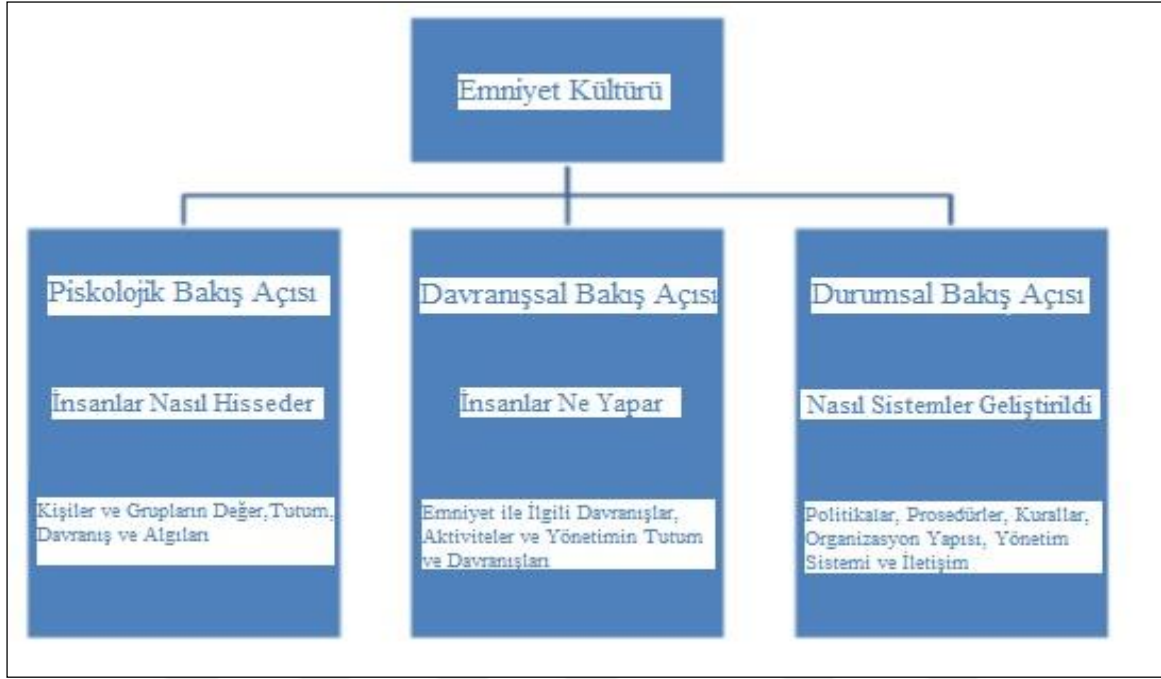 Emniyet Kültürü
Piskolojik Bakış Açısı
İnsanlar Nasıl Hisseder
Kişiler ve Grupların Değer,Tutum,
Davranış ve Algıları
Davranışsal Bakış Açısı
İnsanlar Ne Yapar
Emniyet ile İlgili Davranışlar,
Aktiviteler ve Yönetimin Tutum
ve Davranışları
Durumsal Bakış Açısı
Nasıl Sistemler Geliştirildi
Politikalar, Prosedürler, Kurallar,
Organizasyon Yapısı, Yönetim
Sistemi ve İletişim